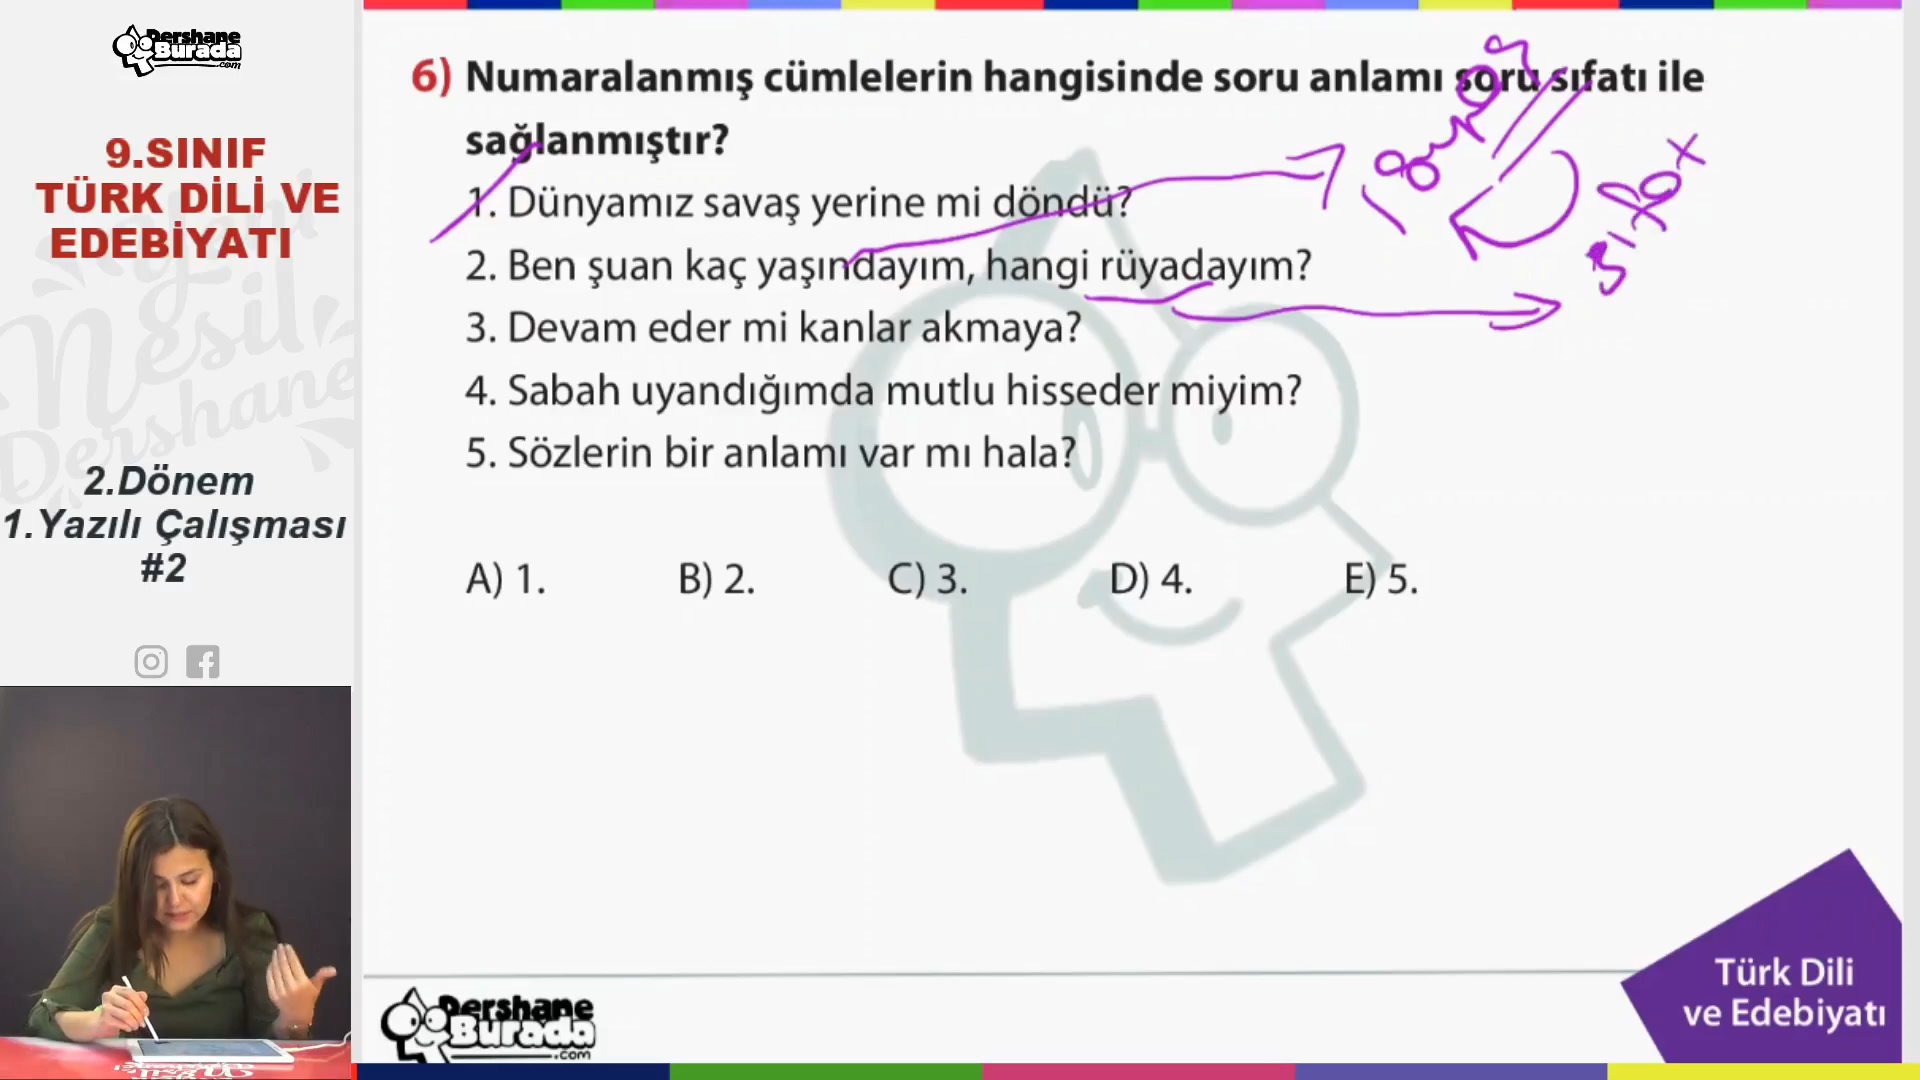 Dershane
Burada
.com
9.SINIF
TÜRK DİLİ VE
EDEBİYATI
Yeni
Nesil
Dershane
2.Dönem
1.Yazılı Çalışması
#2
6) Numaralanmış cümlelerin hangisinde soru anlamı soru sıfatı ile
sağlanmıştır?
1. Dünyamız savaş yerine mi döndü?
2. Ben şuan kaç yaşındayım, hangi rüyadayım?
3. Devam eder mi kanlar akmaya?
4. Sabah uyandığımda mutlu hisseder miyim?
5. Sözlerin bir anlamı var mı hala?
A) 1.
B) 2.
C) 3.
D) 4.
E) 5.
Dershane
Burada
.com
Türk Dili
ve Edebiyatı